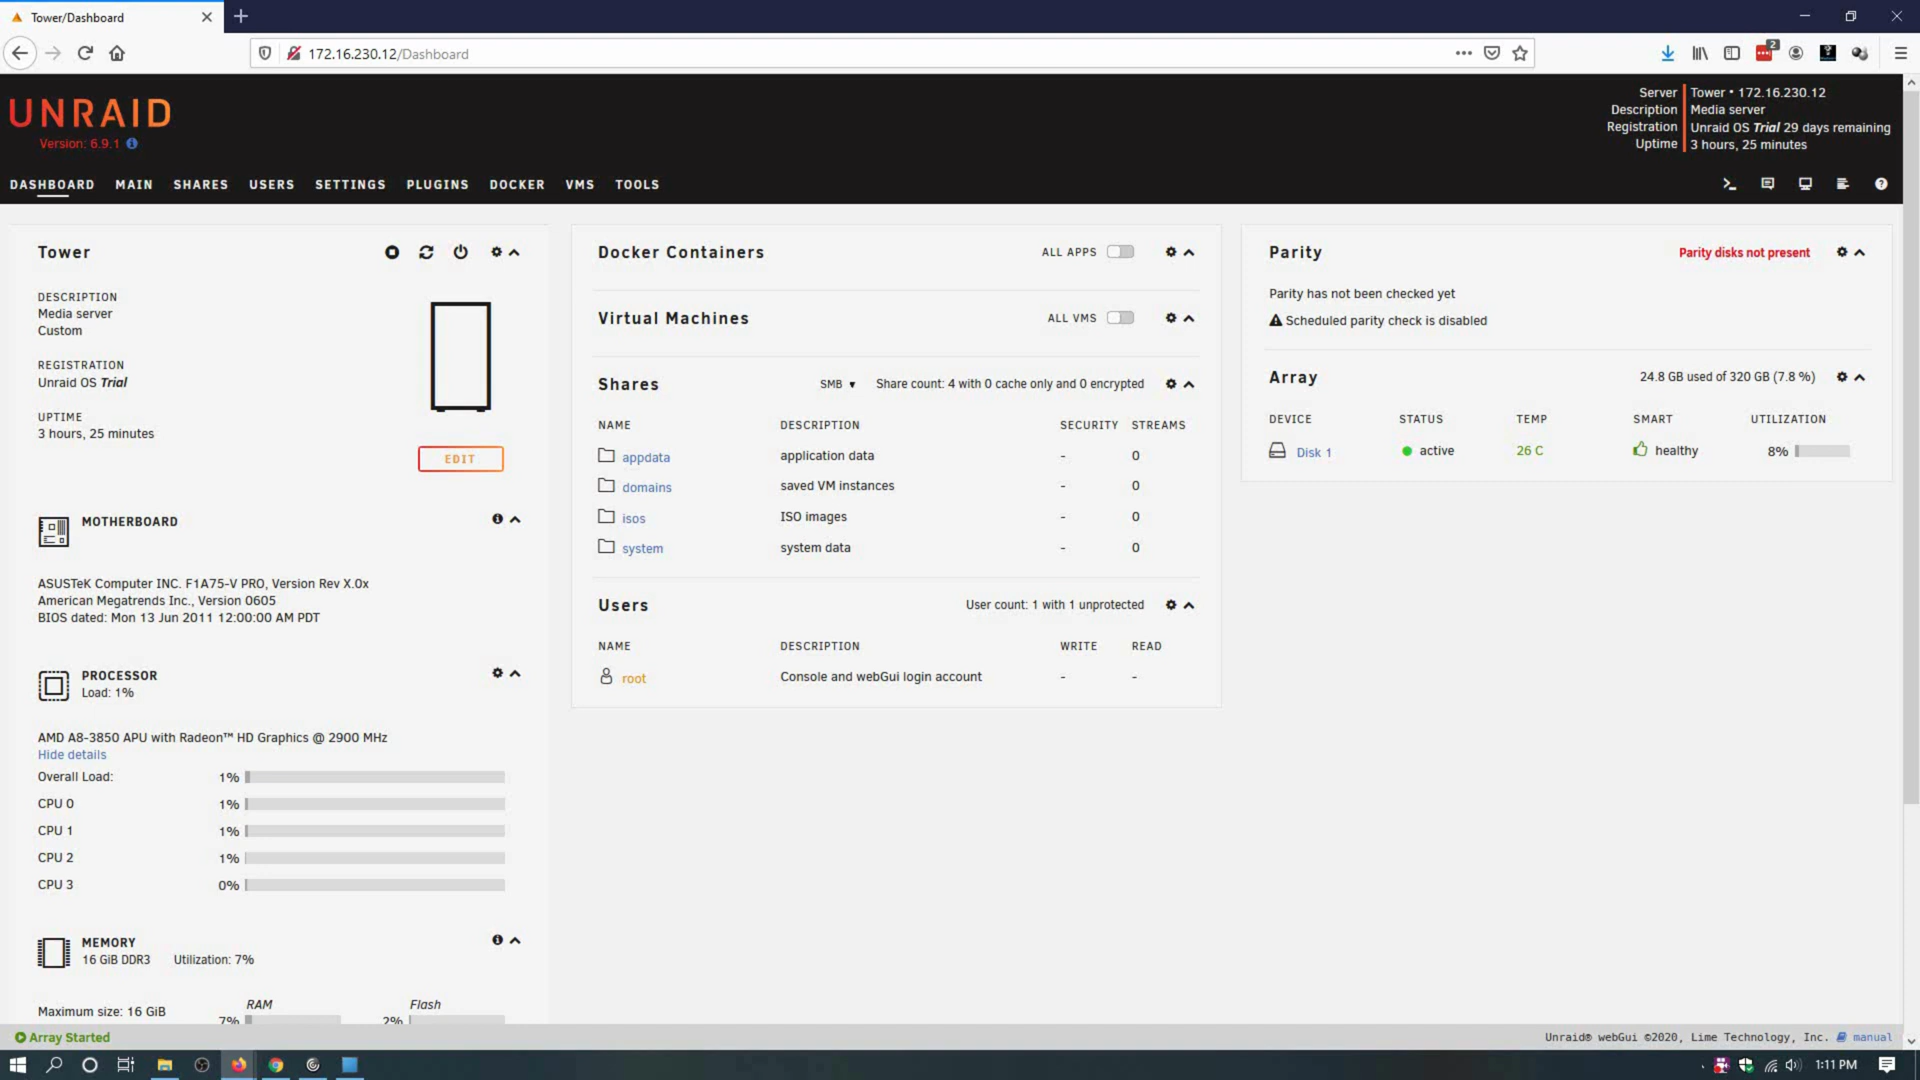 Tower/Dashboard
172.16.230.12/Dashboard
2
UNRAID
Version: 6.9.1
Server Tower • 172.16.230.12
Description Media server
Registration Unraid OS Trial 29 days remaining
Uptime 3 hours, 25 minutes
DASHBOARD MAIN SHARES USERS SETTINGS PLUGINS DOCKER VMS TOOLS
Tower
DESCRIPTION
Media server
Custom
REGISTRATION
Unraid OS Trial
UPTIME
3 hours, 25 minutes
EDIT
MOTHERBOARD
ASUSTeK Computer INC. F1A75-V PRO, Version Rev X.0x
American Megatrends Inc., Version 0605
BIOS dated: Mon 13 Jun 2011 12:00:00 AM PDT
PROCESSOR
Load: 1%
AMD A8-3850 APU with Radeon™ HD Graphics @ 2900 MHz
Hide details
Overall Load: 1%
CPU 0 1%
CPU 1 1%
CPU 2 1%
CPU 3 0%
MEMORY
16 GiB DDR3 Utilization: 7%
RAM Flash
Maximum size: 16 GiB
7% 2%
Docker Containers ALL APPS
Virtual Machines ALL VMS
Shares SMB ▼ Share count: 4 with 0 cache only and 0 encrypted
NAME DESCRIPTION SECURITY STREAMS
appdata application data - 0
domains saved VM instances - 0
isos ISO images - 0
system system data - 0
Users User count: 1 with 1 unprotected
NAME DESCRIPTION WRITE READ
root Console and webGui login account - -
Parity Parity disks not present
Parity has not been checked yet
Scheduled parity check is disabled
Array 24.8 GB used of 320 GB (7.8 %)
DEVICE STATUS TEMP SMART UTILIZATION
Disk 1 active 26 C healthy 8%
Array Started
Unraid® webGui ©2020, Lime Technology, Inc. manual
1:11 PM